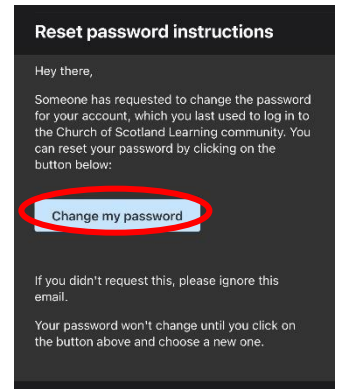 Reset password instructions
Hey there,
Someone has requested to change the password
for your account, which you last used to log in to
the Church of Scotland Learning community. You
can reset your password by clicking on the
button below:
Change my password
If you didn't request this, please ignore this
email.
Your password won't change until you click on
the button above and choose a new one.